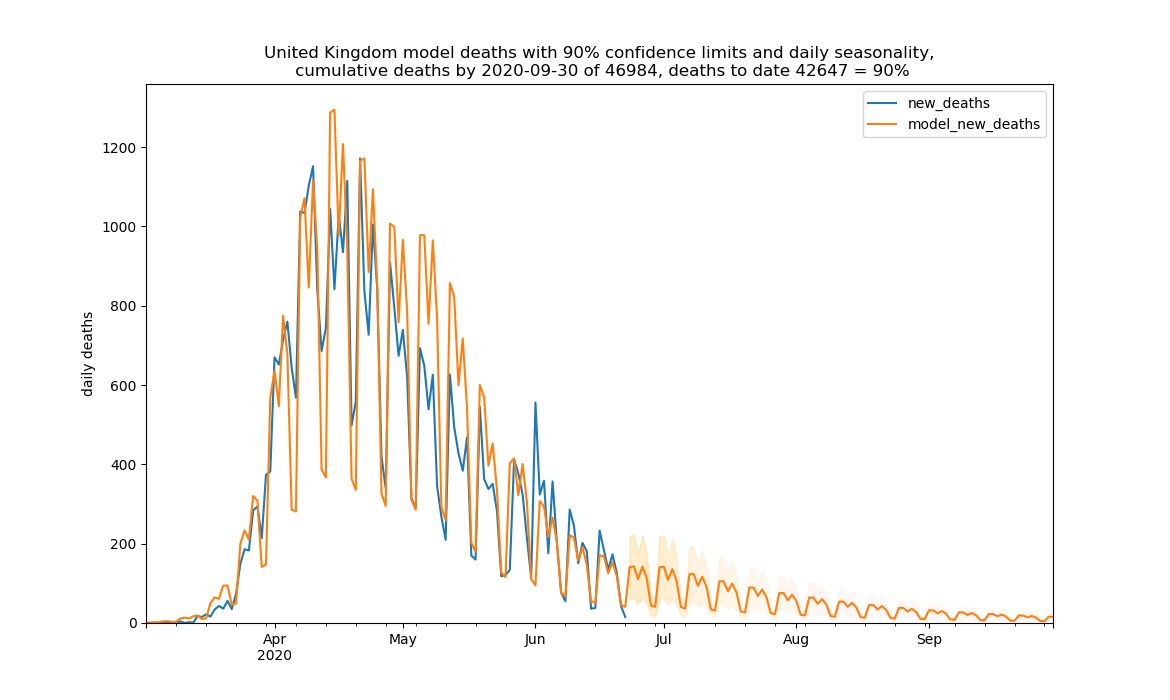 United Kingdom model deaths with 90% confidence limits and daily seasonality,
cumulative deaths by 2020-09-30 of 46984, deaths to date 42647 = 90%
new_deaths
model_new_deaths
daily deaths
1200
1000
800
600
400
200
0
Apr
2020
May
Jun
Jul
Aug
Sep